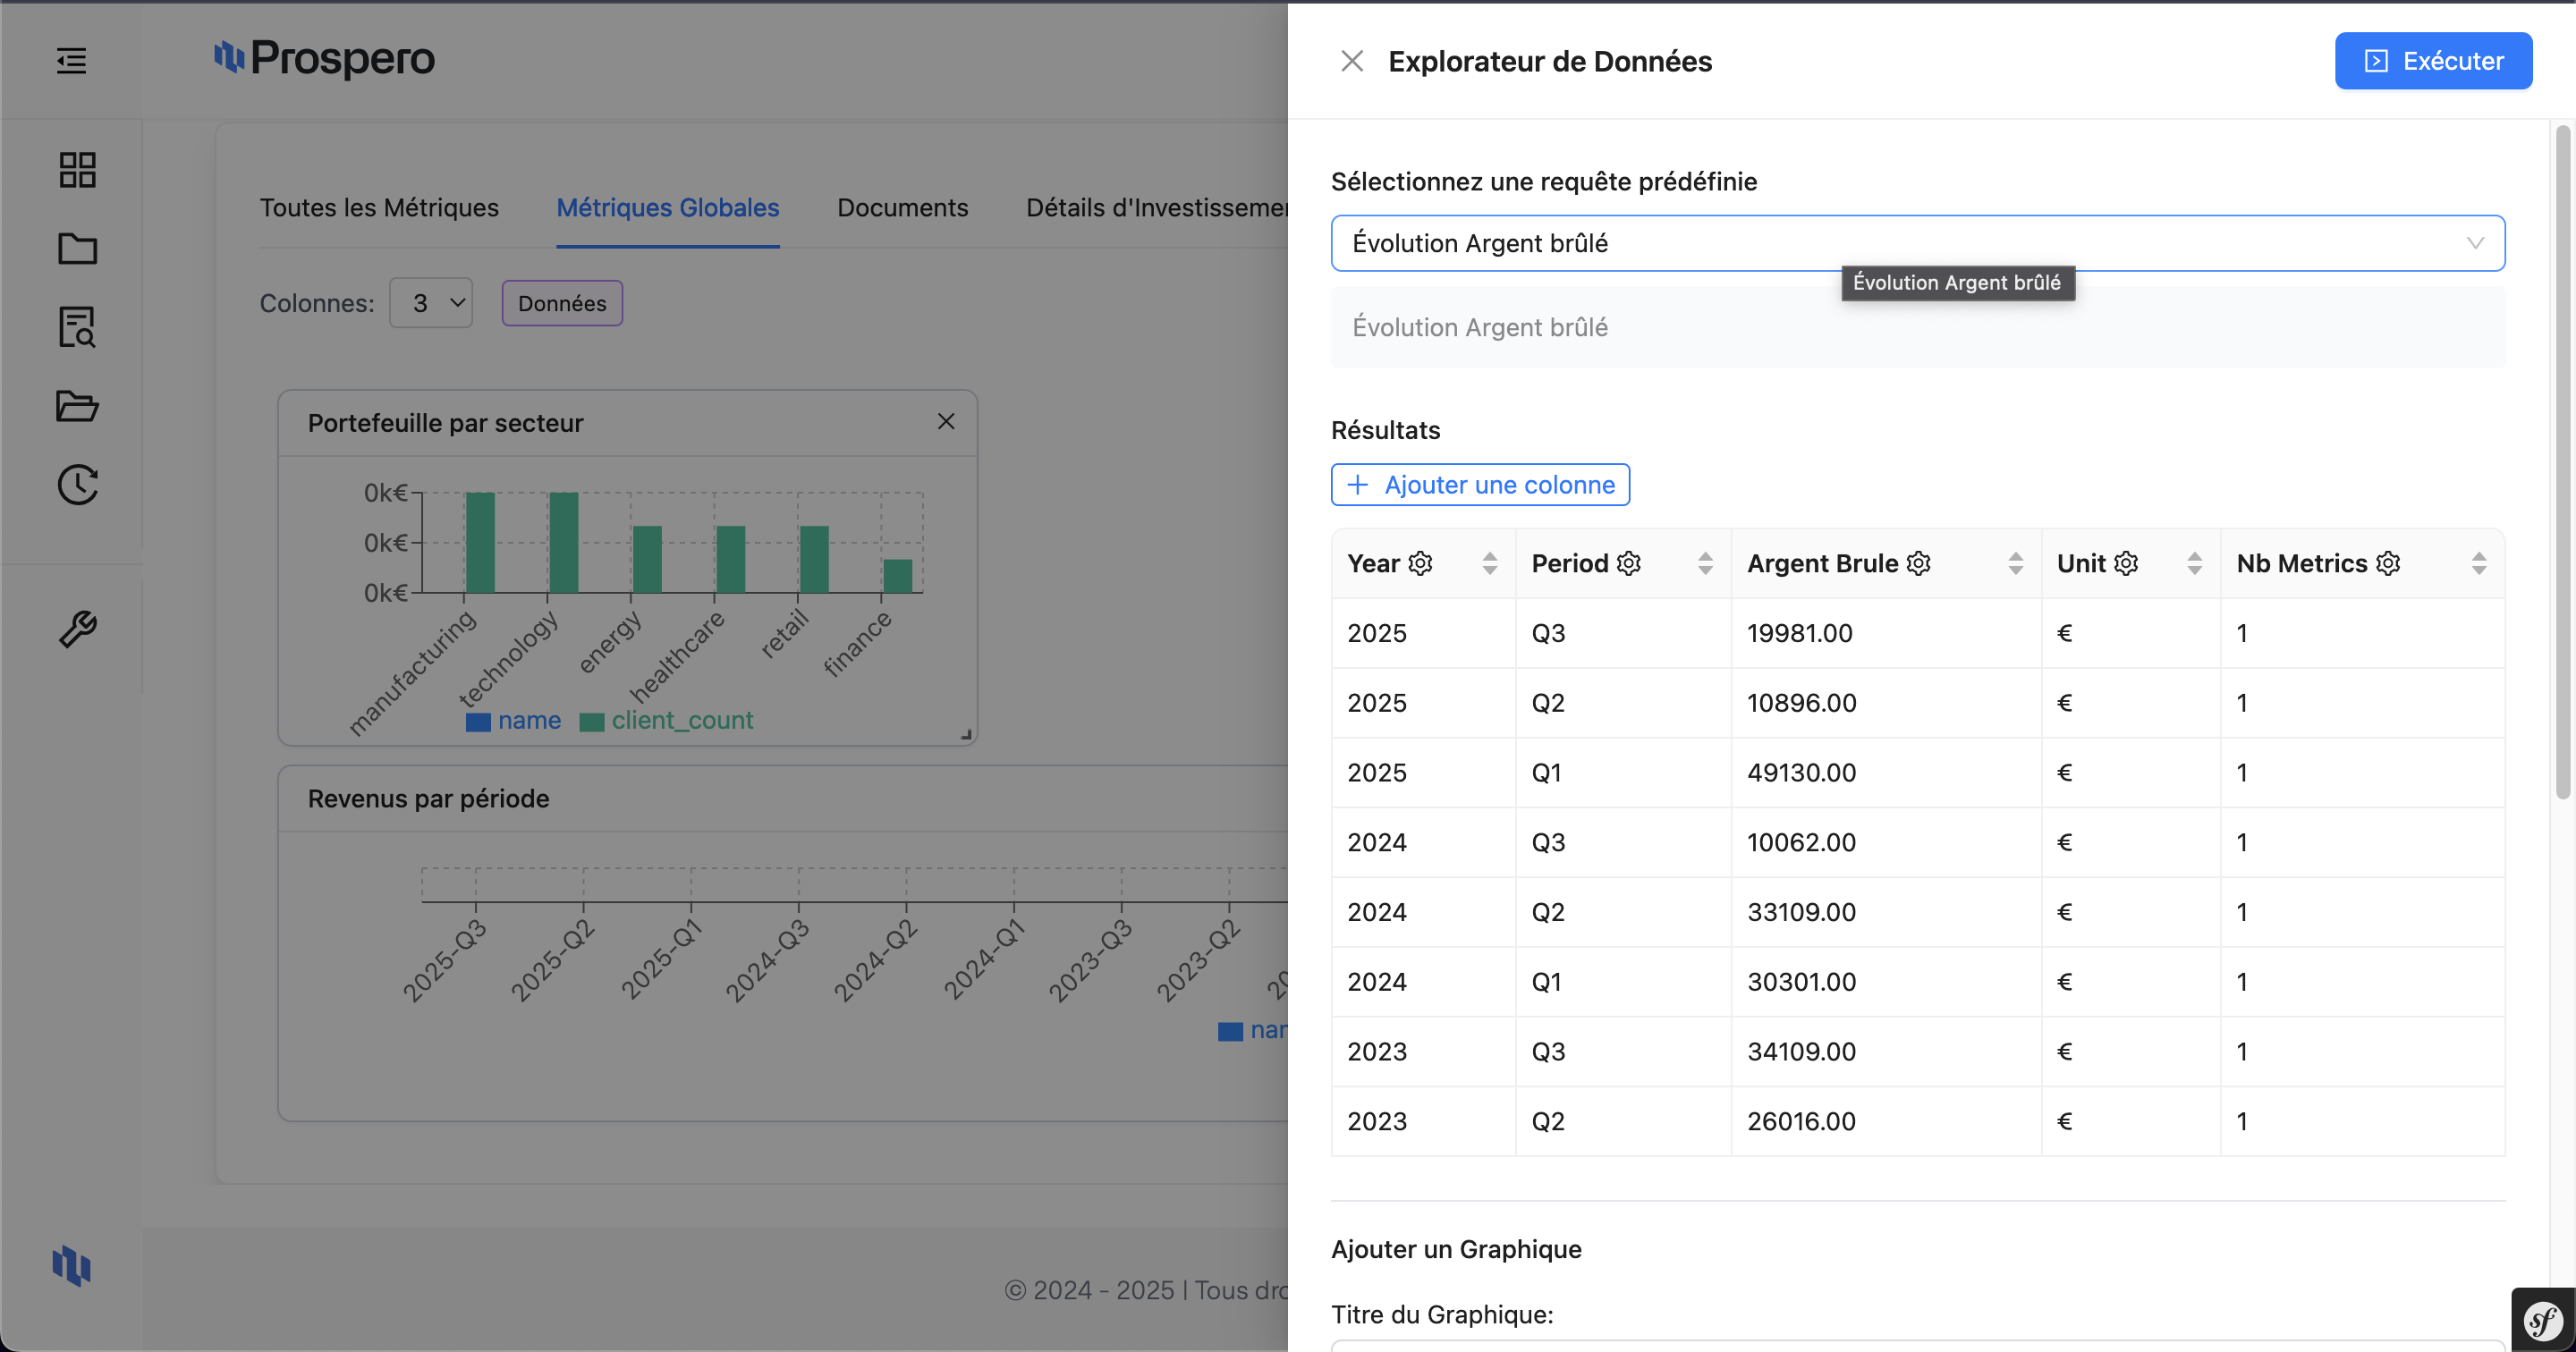 Prospero
Toutes les Métriques
Métriques Globales
Documents
Détails d'Investissemen
Colonnes:
3
Données
Portefeuille par secteur
0k€
0k€
0k€
manufacturing
technology
energy
healthcare
retail
finance
name
client_count
Revenus par période
2025-Q3
2025-Q2
2025-Q1
2024-Q3
2024-Q2
2024-Q1
2023-Q3
2023-Q2
© 2024 - 2025 | Tous dro
Explorateur de Données
Exécuter
Sélectionnez une requête prédéfinie
Évolution Argent brûlé
Évolution Argent brûlé
Évolution Argent brûlé
Résultats
Ajouter une colonne
Year Period Argent Brule Unit Nb Metrics
2025 Q3 19981.00 € 1
2025 Q2 10896.00 € 1
2025 Q1 49130.00 € 1
2024 Q3 10062.00 € 1
2024 Q2 33109.00 € 1
2024 Q1 30301.00 € 1
2023 Q3 34109.00 € 1
2023 Q2 26016.00 € 1
Ajouter un Graphique
Titre du Graphique:
sf